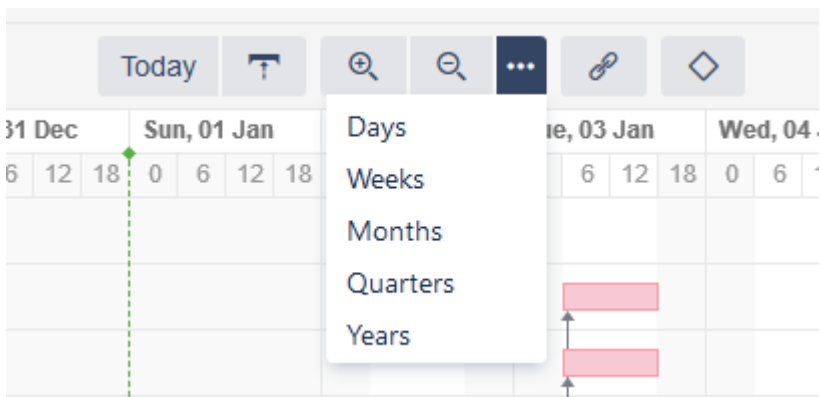 Today
31 Dec Sun, 01 Jan ue, 03 Jan Wed, 04
6 12 18 0 6 12 18 6 12 18 0 6
Days
Weeks
Months
Quarters
Years